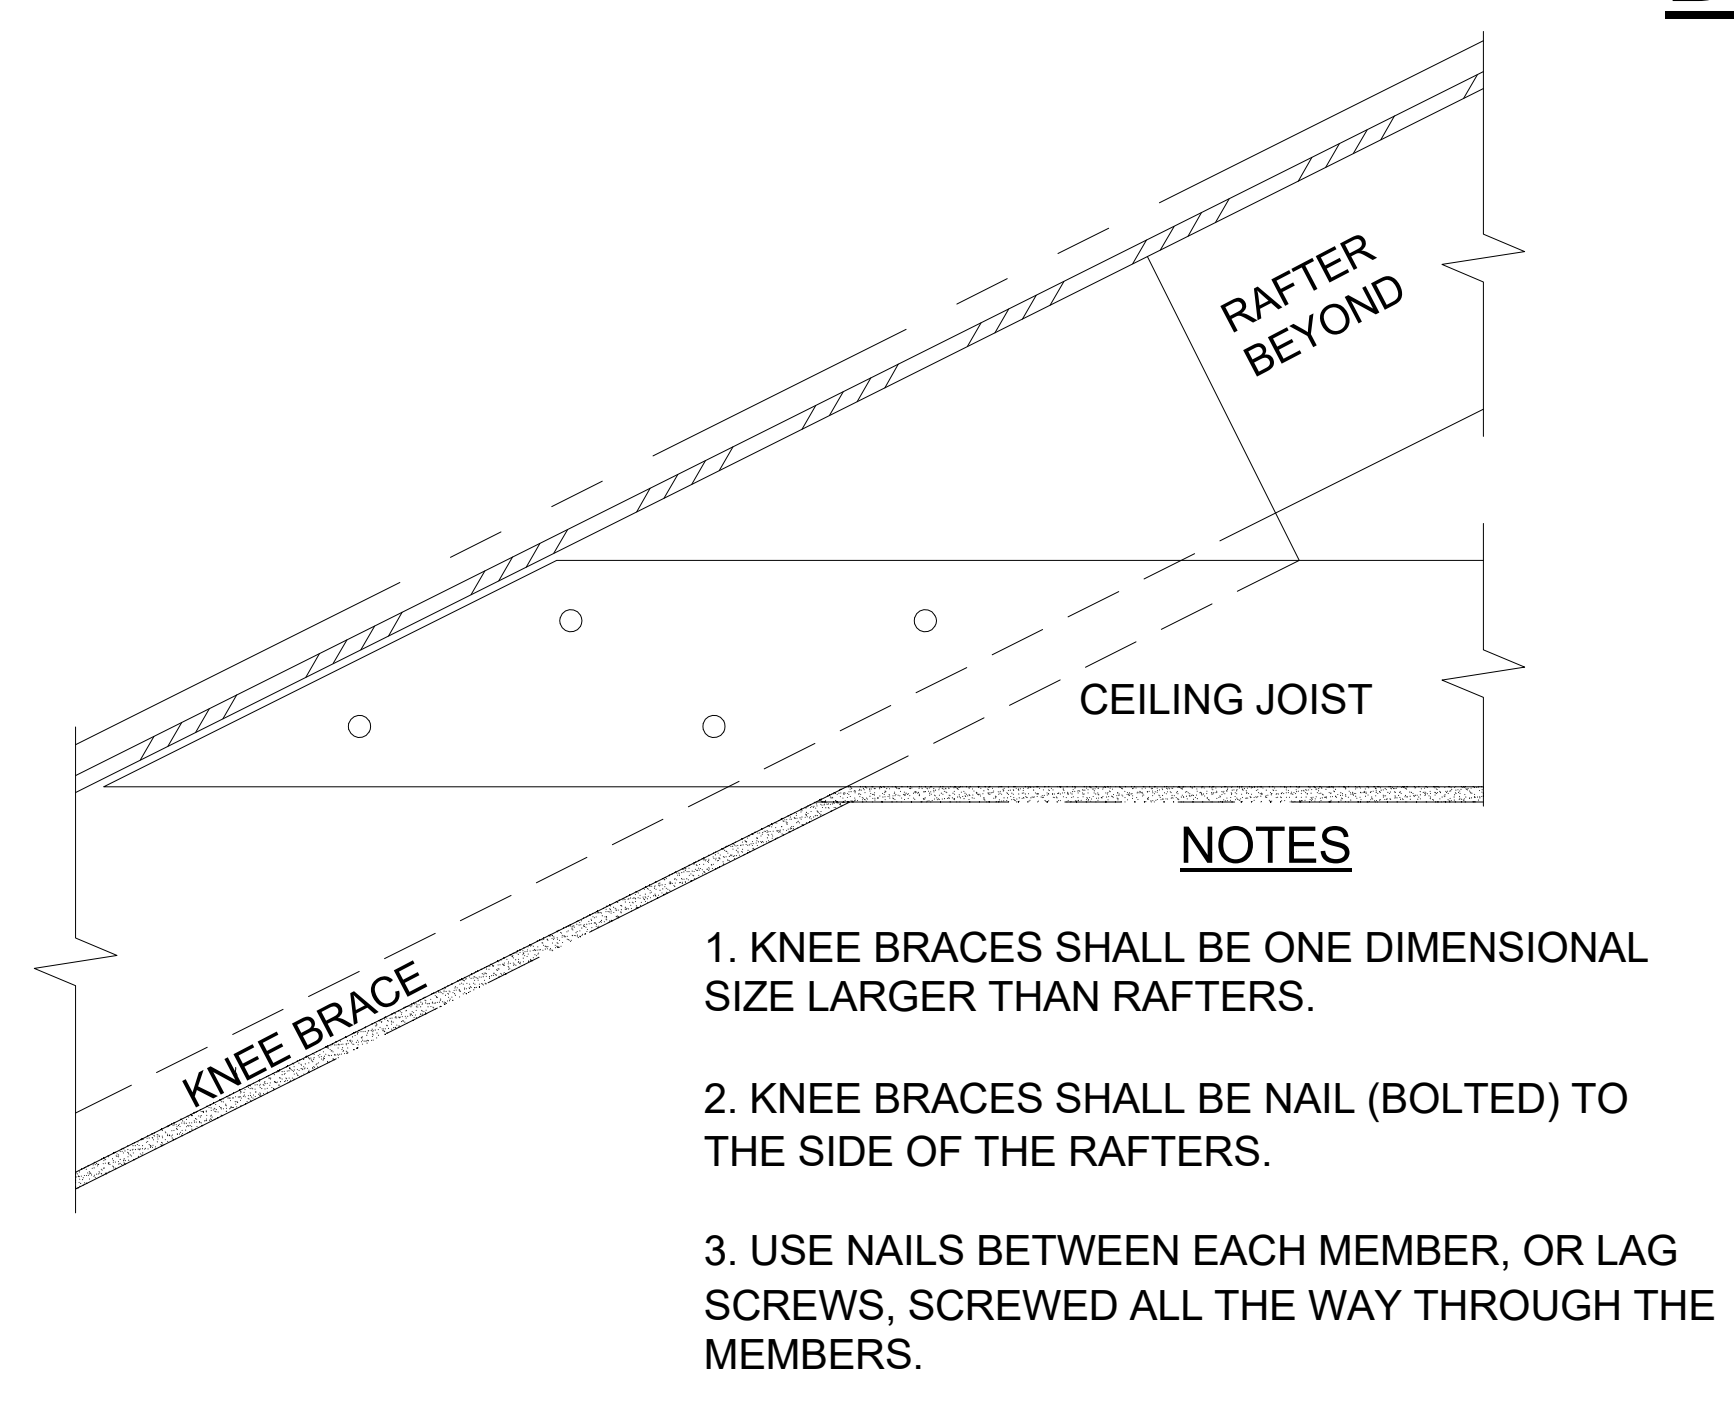 RAFTER
BEYOND
CEILING JOIST
KNEE BRACE
NOTES
1. KNEE BRACES SHALL BE ONE DIMENSIONAL
SIZE LARGER THAN RAFTERS.
2. KNEE BRACES SHALL BE NAIL (BOLTED) TO
THE SIDE OF THE RAFTERS.
3. USE NAILS BETWEEN EACH MEMBER, OR LAG
SCREWS, SCREWED ALL THE WAY THROUGH THE
MEMBERS.